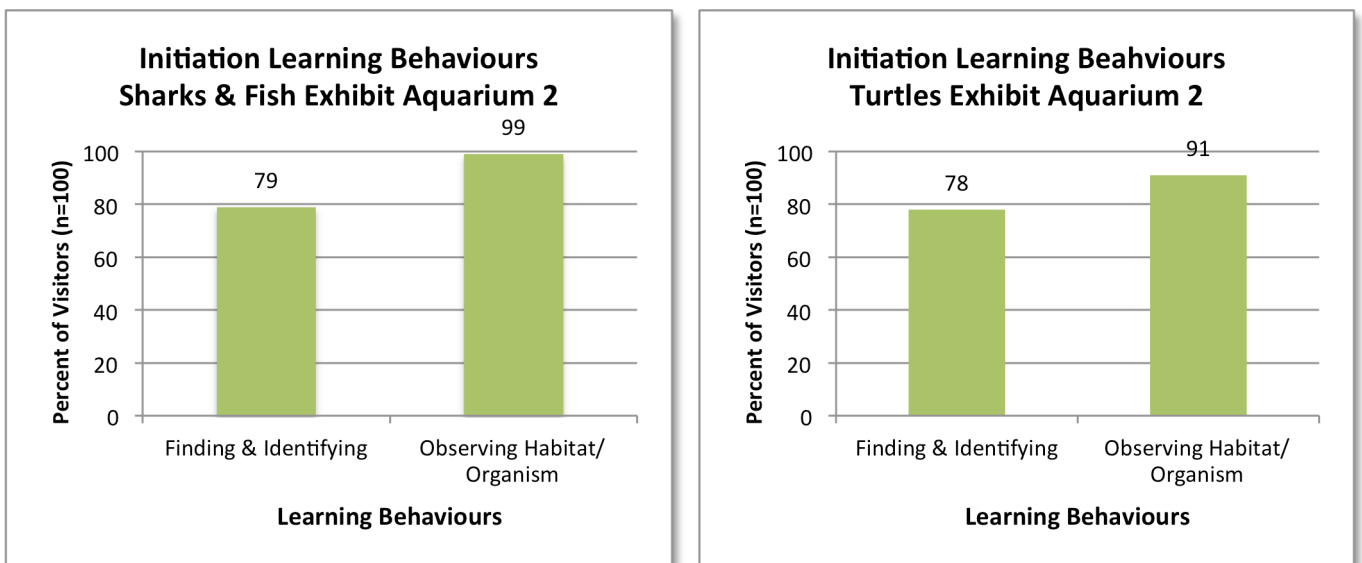 Initiation Learning Behaviours
Sharks & Fish Exhibit Aquarium 2
99
79
Percent of Visitors (n=100)
100
80
60
40
20
0
Finding & Identifying
Observing Habitat/
Organism
Learning Behaviours
Initiation Learning Beahviours
Turtles Exhibit Aquarium 2
91
78
Percent of Visitors (n=100)
100
80
60
40
20
0
Finding & Identifying
Observing Habitat/
Organism
Learning Behaviours